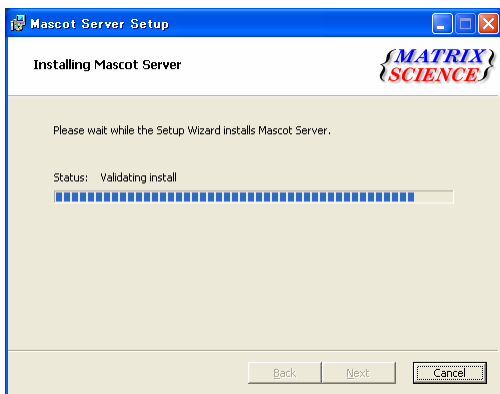 Mascot Server Setup
Installing Mascot Server
{MATRIX}
{SCIENCE}
Please wait while the Setup Wizard installs Mascot Server.
Status: Validating install
Back Next Cancel